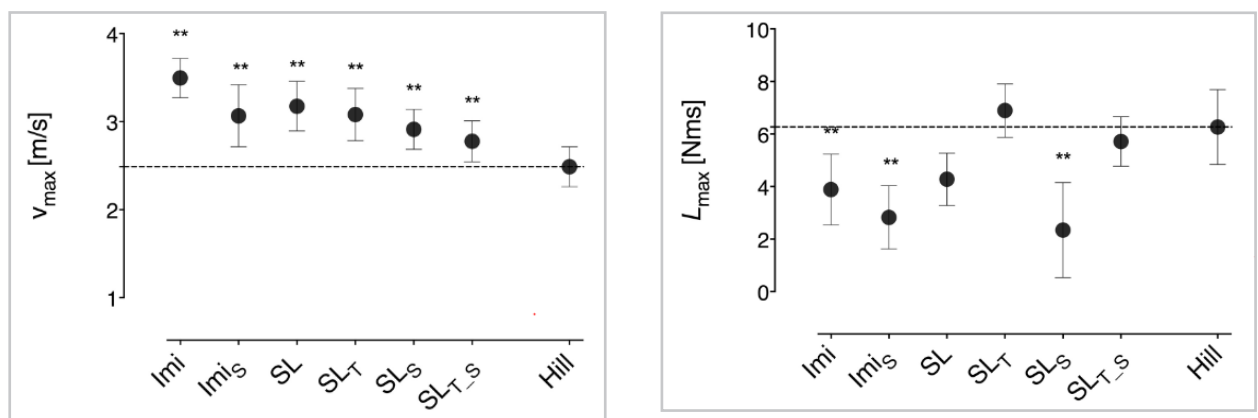 4
3
2
1
v_max [m/s]
**
**
**
**
**
**
Imi
Imi_S
SL
SL_T
SL_S
SL_T_S
Hill
10
8
6
4
2
0
L_max [Nms]
**
**
**
Imi
Imi_S
SL
SL_T
SL_S
SL_T_S
Hill